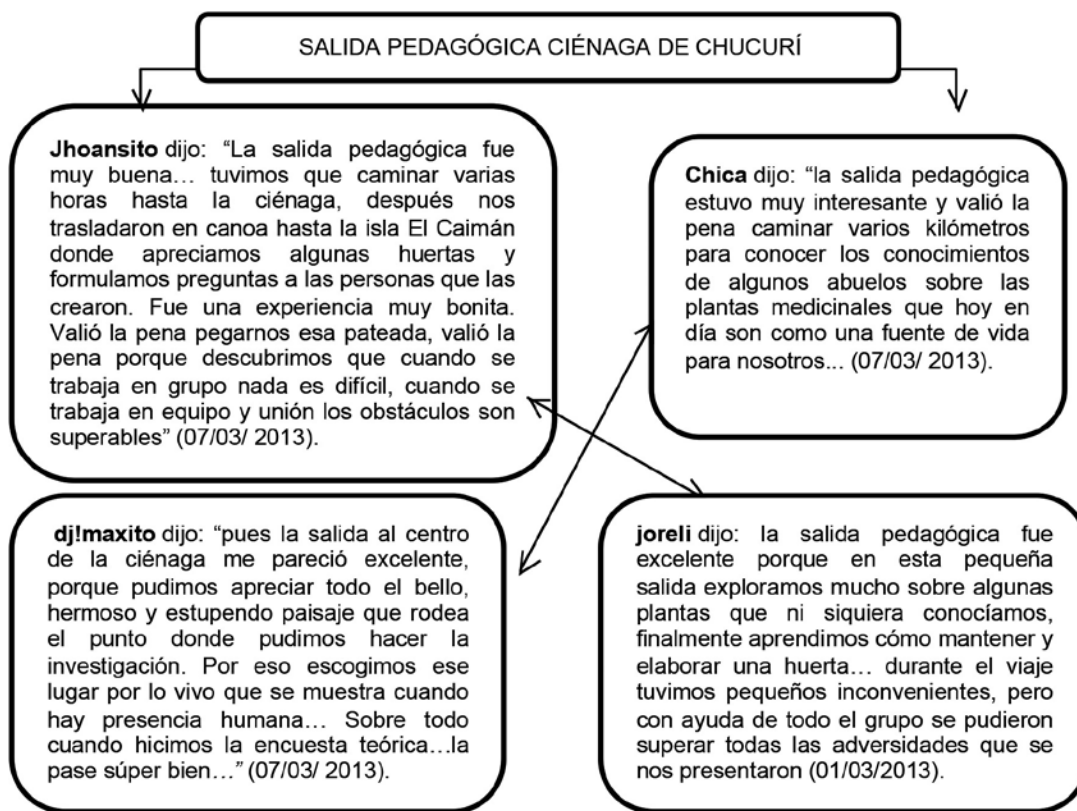 SALIDA PEDAGÓGICA CIÉNAGA DE CHUCURÍ
Jhoansito dijo: “La salida pedagógica fue
muy buena… tuvimos que caminar varias
horas hasta la ciénaga, después nos
trasladaron en canoa hasta la isla El Caimán
donde apreciamos algunas huertas y
formulamos preguntas a las personas que las
crearon. Fue una experiencia muy bonita.
Valió la pena pegarnos esa pateada, valió la
pena porque descubrimos que cuando se
trabaja en grupo nada es difícil, cuando se
trabaja en equipo y unión los obstáculos son
superables” (07/03/ 2013).
Chica dijo: “la salida pedagógica
estuvo muy interesante y valió la
pena caminar varios kilómetros
para conocer los conocimientos
de algunos abuelos sobre las
plantas medicinales que hoy en
día son como una fuente de vida
para nosotros... (07/03/ 2013).
dj!maxito dijo: “pues la salida al centro
de la ciénaga me pareció excelente,
porque pudimos apreciar todo el bello,
hermoso y estupendo paisaje que rodea
el punto donde pudimos hacer la
investigación. Por eso escogimos ese
lugar por lo vivo que se muestra cuando
hay presencia humana… Sobre todo
cuando hicimos la encuesta teórica…la
pase súper bien…” (07/03/ 2013).
joreli dijo: la salida pedagógica fue
excelente porque en esta pequeña
salida exploramos mucho sobre algunas
plantas que ni siquiera conocíamos,
finalmente aprendimos cómo mantener y
elaborar una huerta… durante el viaje
tuvimos pequeños inconvenientes, pero
con ayuda de todo el grupo se pudieron
superar todas las adversidades que se
nos presentaron (01/03/2013).